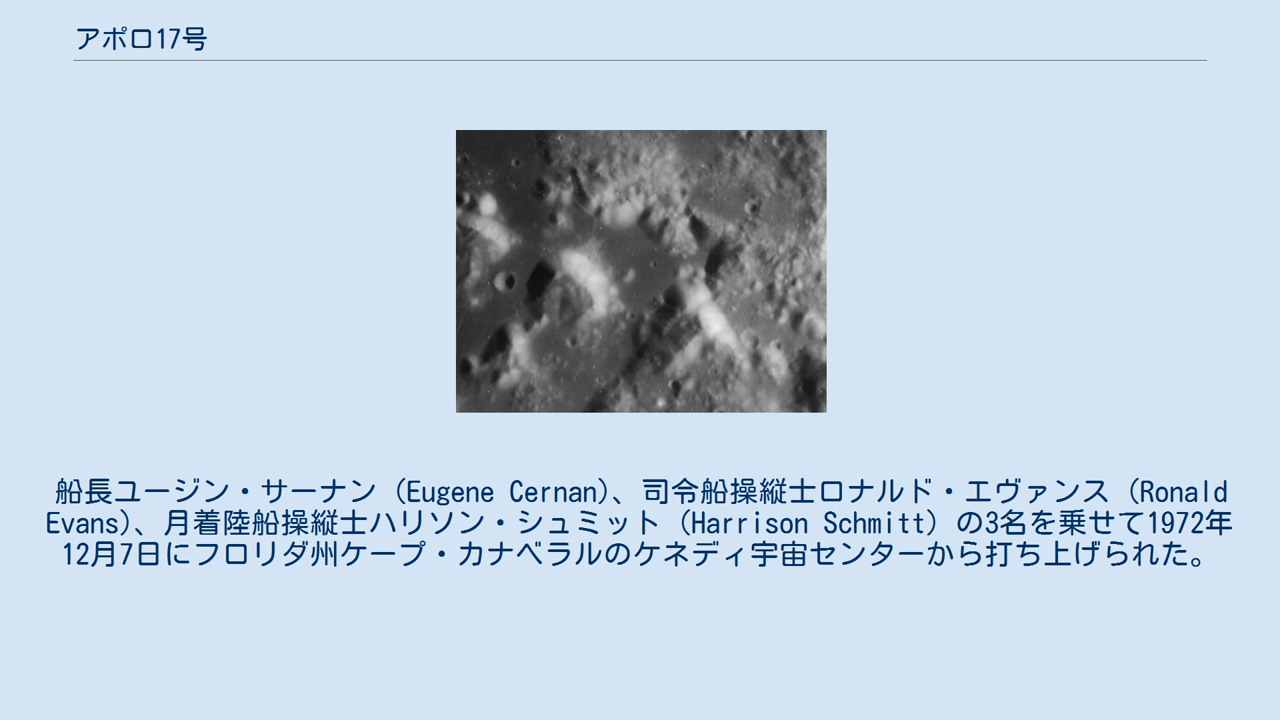 アポロ17号
船長ユージン・サーナン（Eugene Cernan）、司令船操縦士ロナルド・エヴァンス（Ronald
Evans）、月着陸船操縦士ハリソン・シュミット（Harrison Schmitt）の3名を乗せて1972年
12月7日にフロリダ州ケープ・カナベラルのケネディ宇宙センターから打ち上げられた。